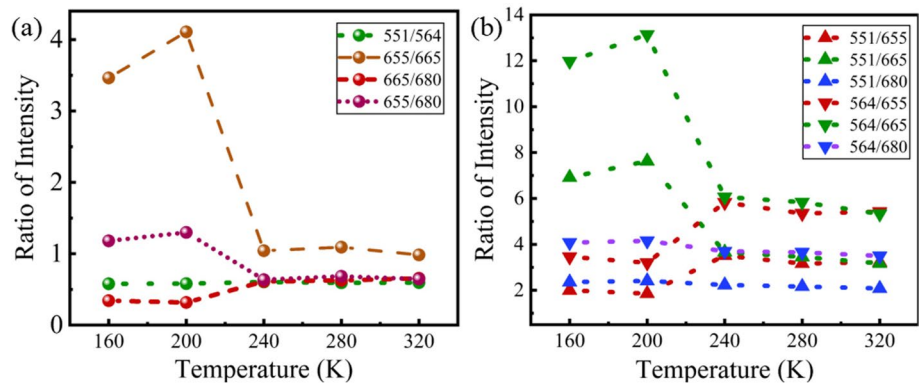 (a)
Ratio of Intensity
4
3
2
1
0
551/564
655/665
665/680
655/680
160 200 240 280 320
Temperature (K)
(b)
Ratio of Intensity
14
12
10
8
6
4
2
551/655
551/665
551/680
564/655
564/665
564/680
160 200 240 280 320
Temperature (K)